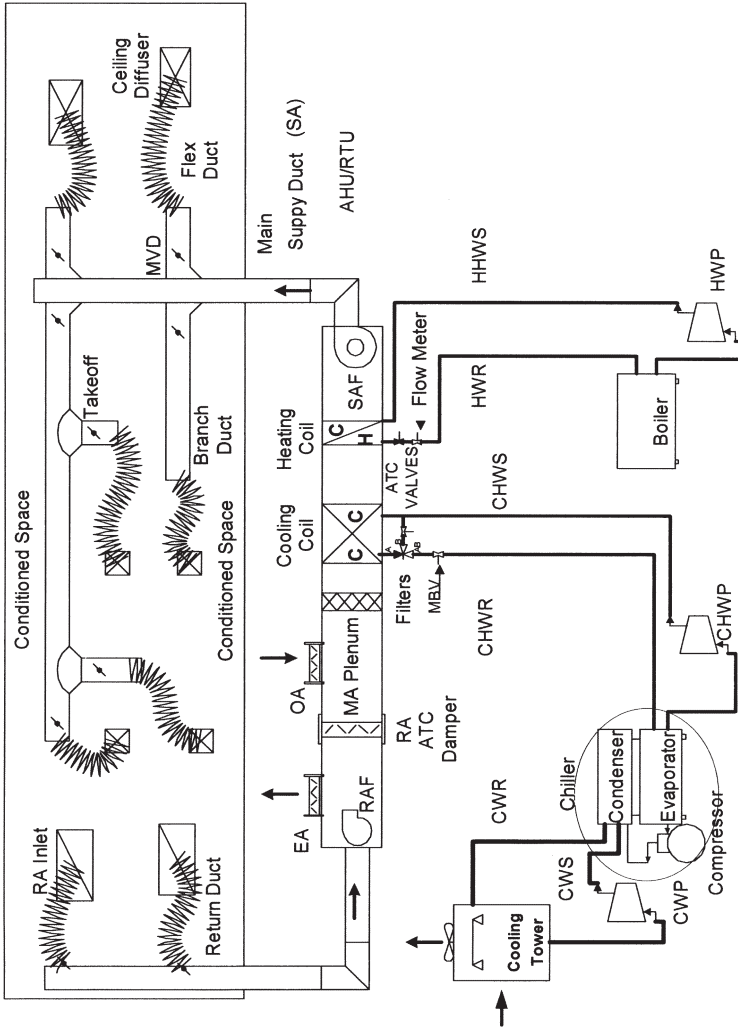 Conditioned Space
Conditioned Space
RA Inlet
Return Duct
Takeoff
Branch
Duct
MVD
Flex
Duct
Ceiling
Diffuser
Main
Suppy Duct (SA)
AHU/RTU
EA
OA
RAF
RA
ATC
Damper
MA Plenum
Filters
Cooling
Coil
C
C
Heating
Coil
C
H
SAF
A
B
AB
MBV
ATC
VALVES
Flow Meter
CHWR
CHWS
HWR
HHWS
CWR
CWS
Chiller
Condenser
Evaporator
Compressor
CWP
CHWP
Cooling
Tower
Boiler
HWP